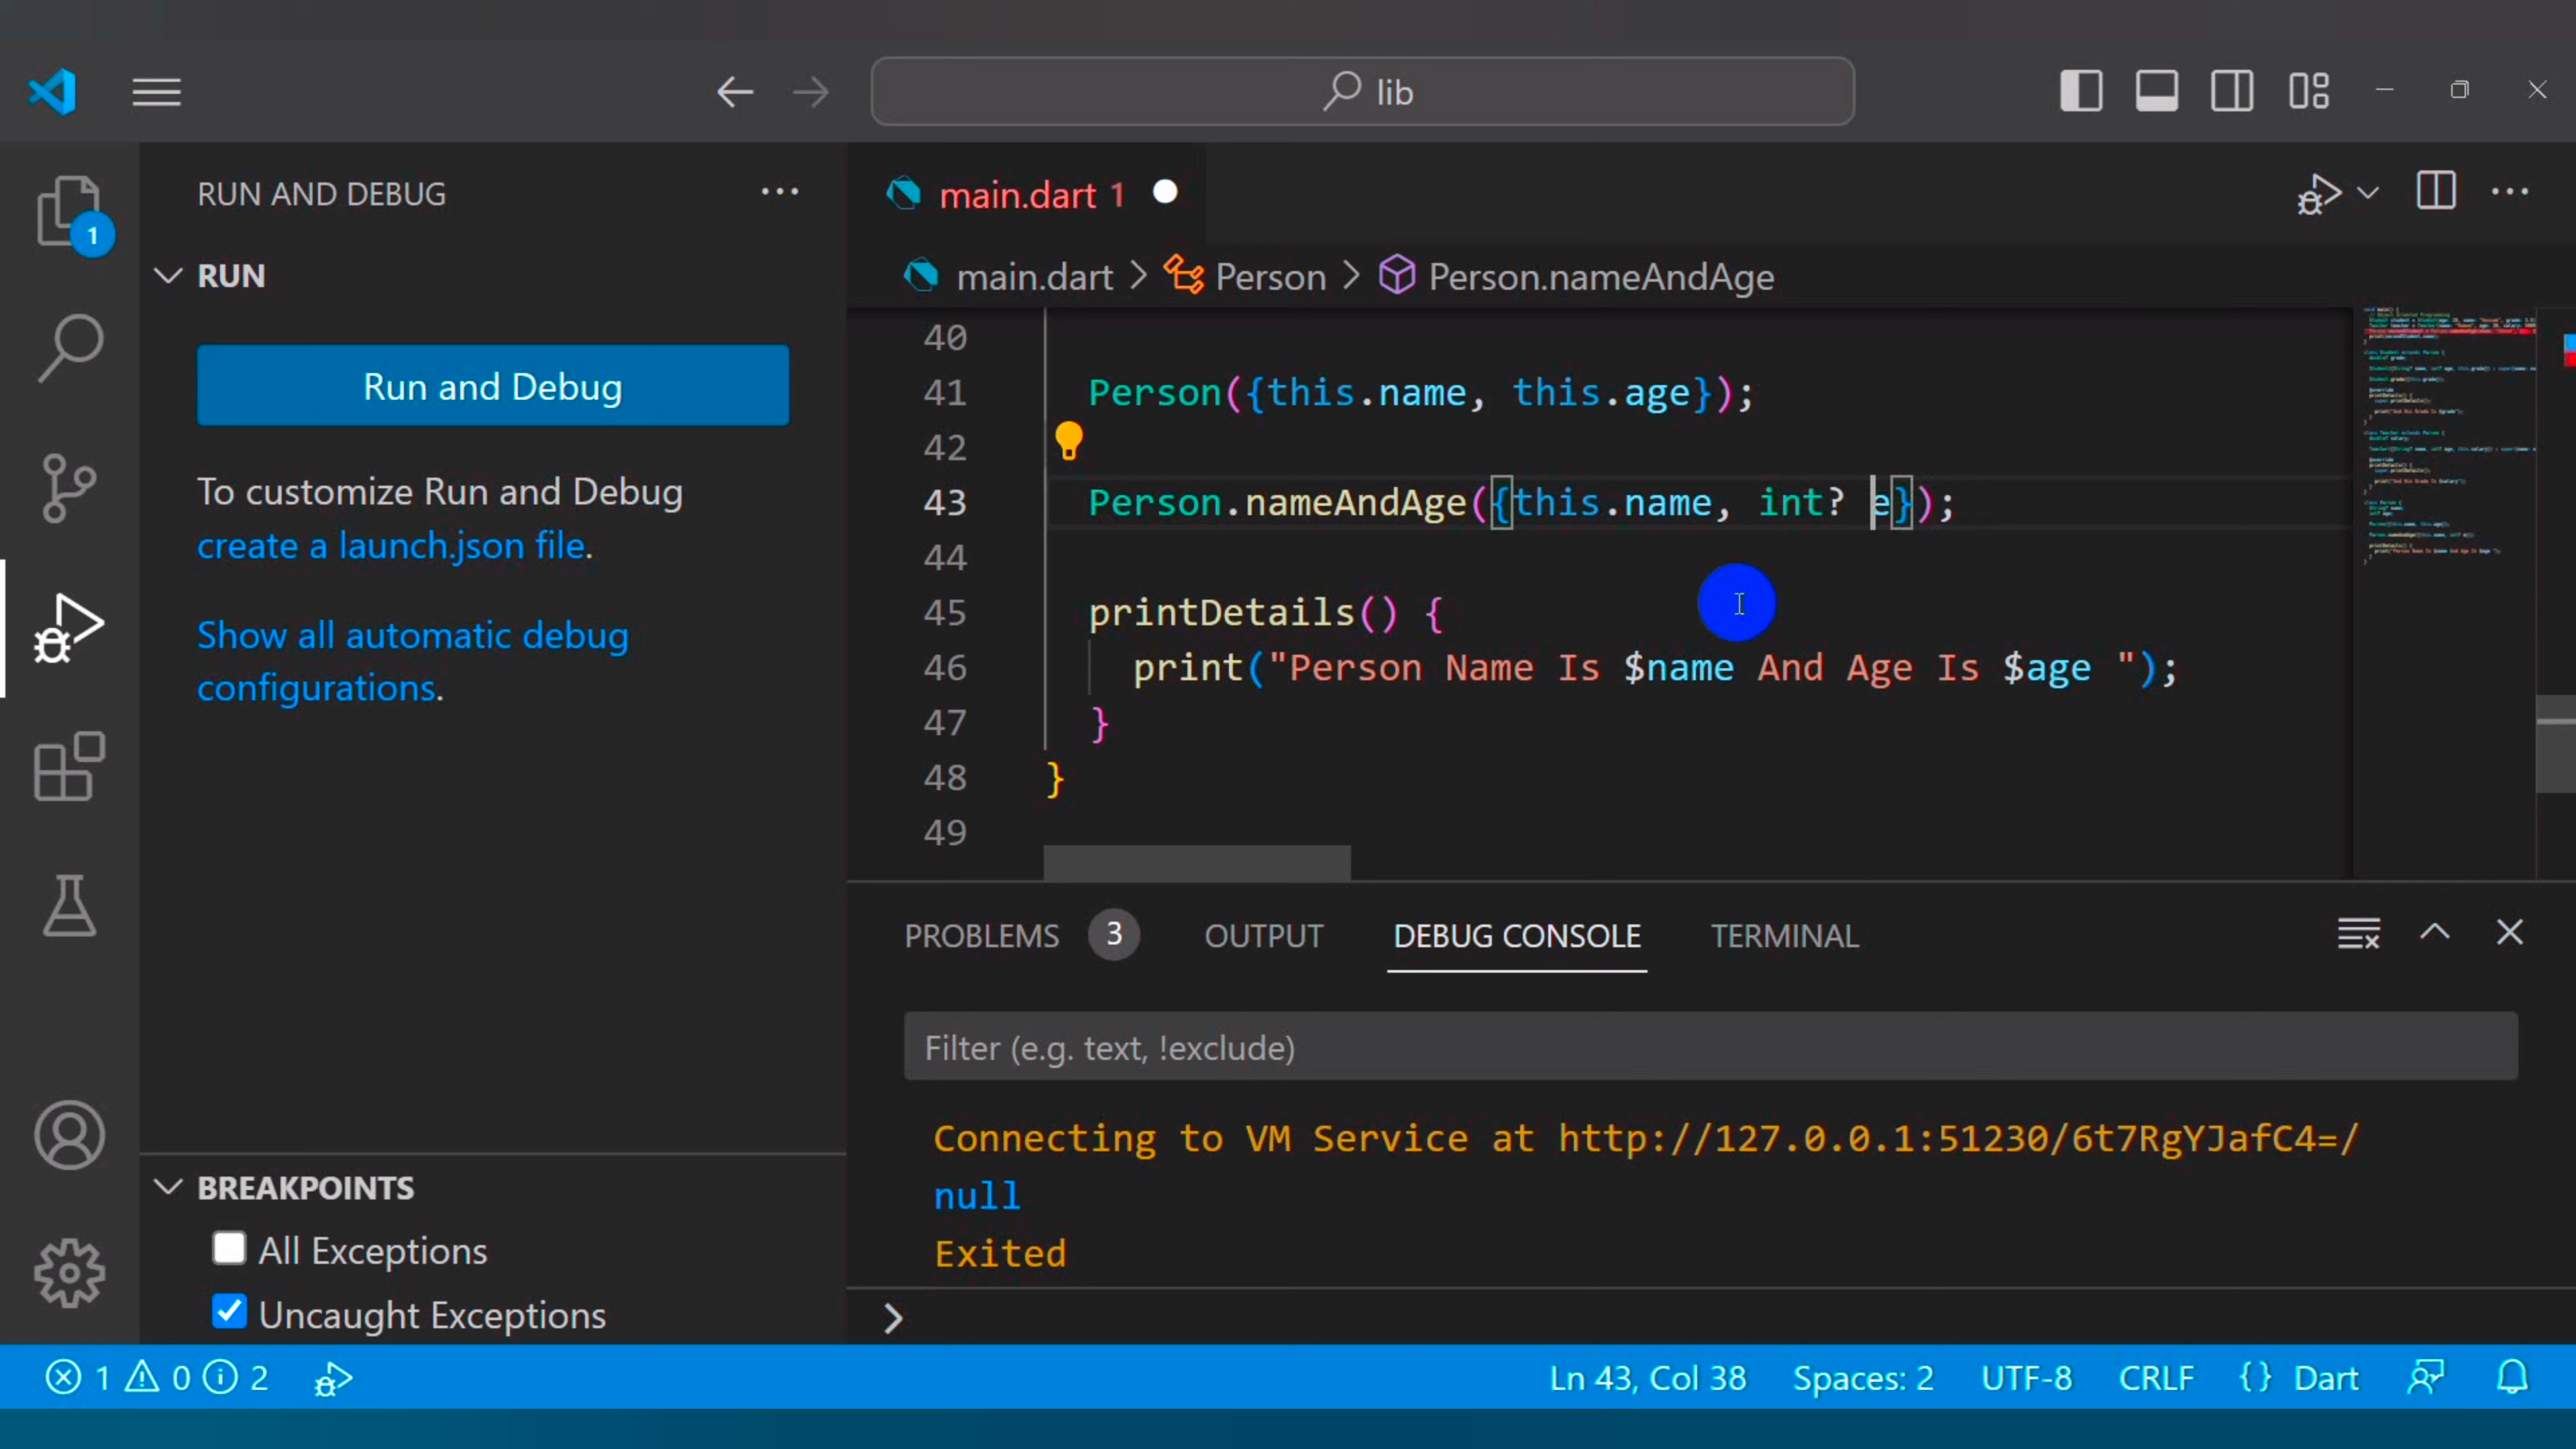 lib
RUN AND DEBUG
RUN
Run and Debug
To customize Run and Debug
create a launch.json file.
Show all automatic debug
configurations.
BREAKPOINTS
All Exceptions
Uncaught Exceptions
1
main.dart 1
main.dart > Person > Person.nameAndAge
40
41 Person({this.name, this.age});
42
43 Person.nameAndAge({this.name, int? e});
44
45 printDetails() {
46 print("Person Name Is $name And Age Is $age ");
47 }
48 }
49
PROBLEMS 3 OUTPUT DEBUG CONSOLE TERMINAL
Filter (e.g. text, !exclude)
Connecting to VM Service at http://127.0.0.1:51230/6t7RgYJafC4=/
null
Exited
>
1 0 2 Ln 43, Col 38 Spaces: 2 UTF-8 CRLF {} Dart